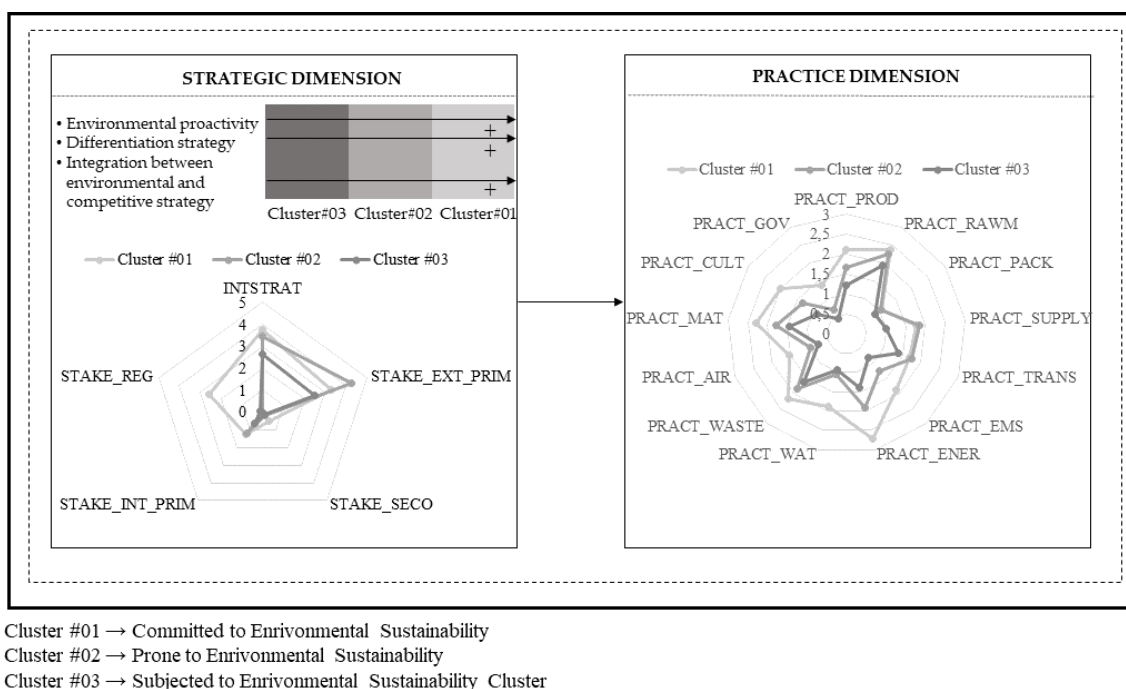 STRATEGIC DIMENSION
• Environmental proactivity
• Differentiation strategy
• Integration between
environmental and
competitive strategy
+
+
+
Cluster#03 Cluster#02 Cluster#01
Cluster #01 Cluster #02 Cluster #03
INTSTRAT
5
4
3
2
1
0
STAKE_REG
STAKE_EXT_PRIM
STAKE_INT_PRIM
STAKE_SECO
PRACTICE DIMENSION
Cluster #01 Cluster #02 Cluster #03
PRACT_PROD
3
2,5
2
1,5
1
0,5
0
PRACT_GOV
PRACT_RAWM
PRACT_CULT
PRACT_PACK
PRACT_MAT
PRACT_SUPPLY
PRACT_AIR
PRACT_TRANS
PRACT_WASTE
PRACT_EMS
PRACT_WAT
PRACT_ENER
Cluster #01 → Committed to Enrivonmental Sustainability
Cluster #02 → Prone to Enrivonmental Sustainability
Cluster #03 → Subjected to Enrivonmental Sustainability Cluster